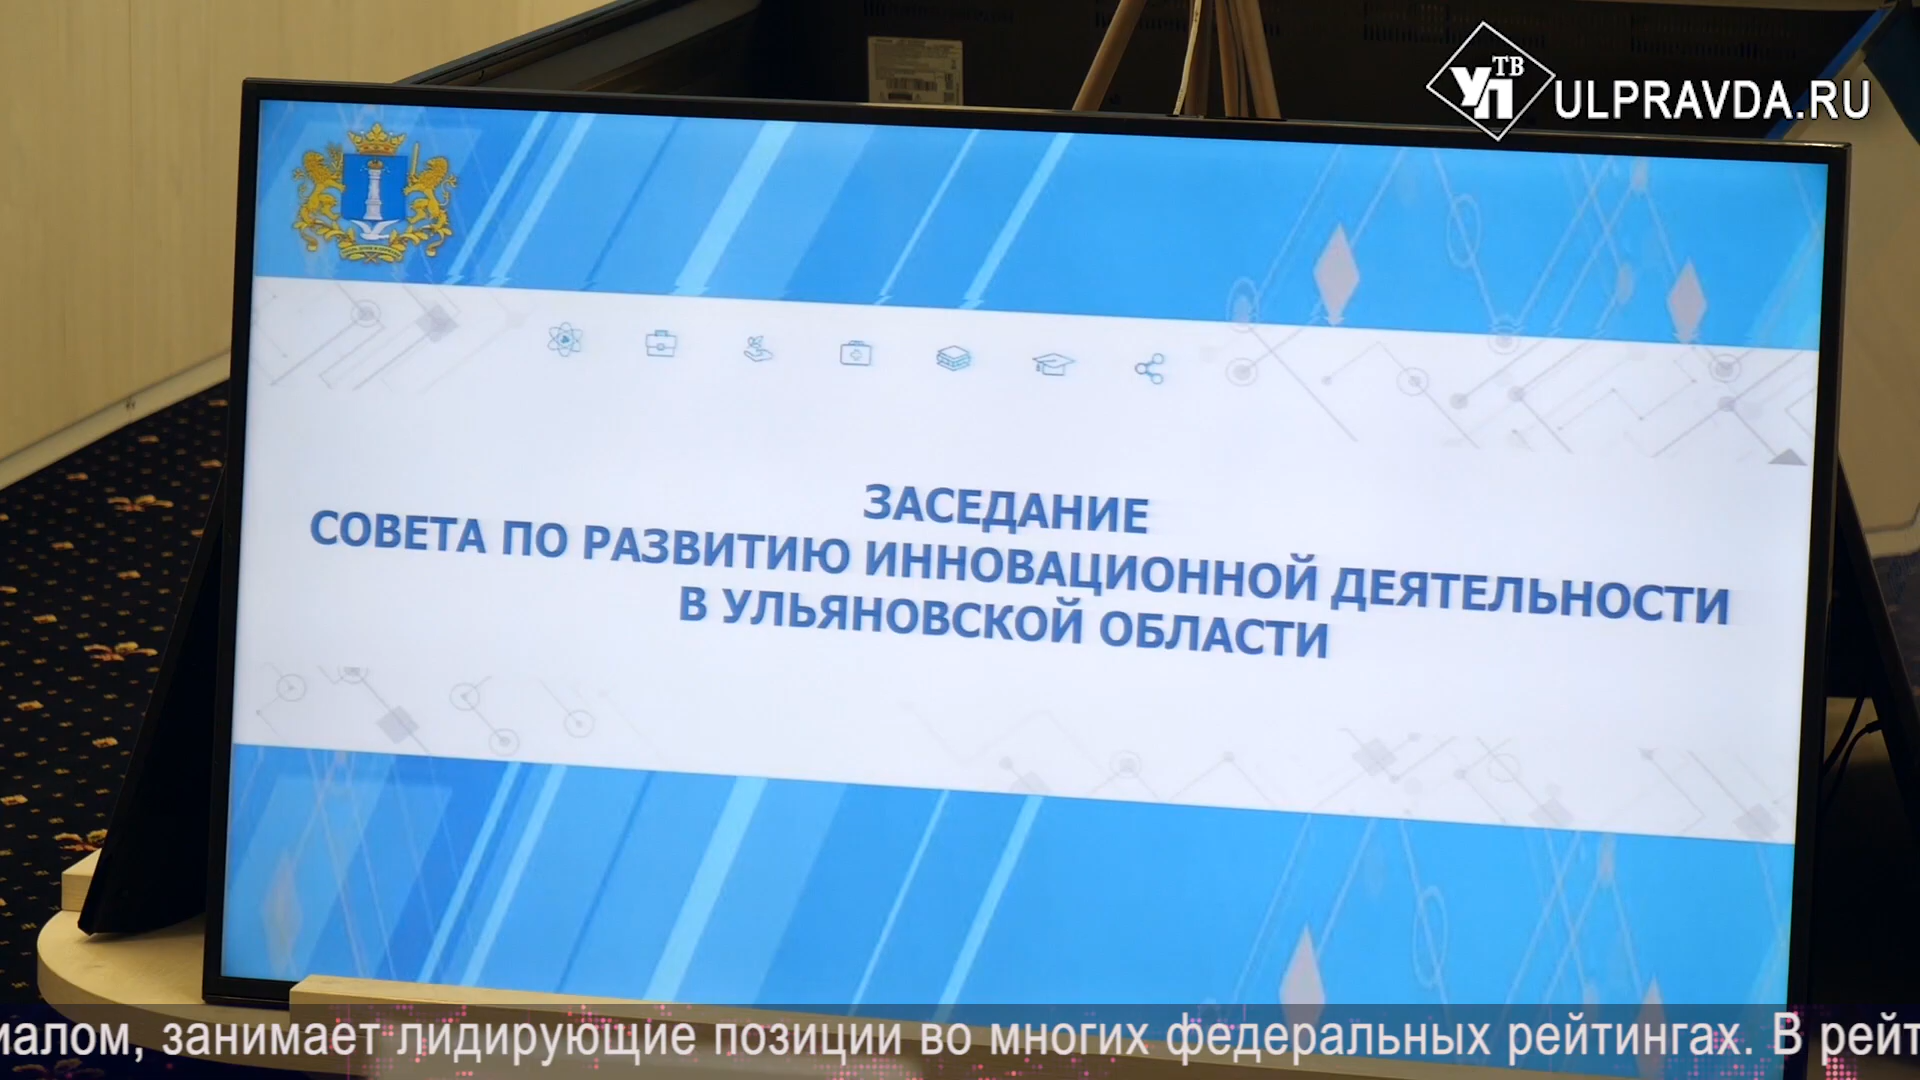 ТВ
УП
ULPRAVDA.RU
ЗАСЕДАНИЕ
СОВЕТА ПО РАЗВИТИЮ ИННОВАЦИОННОЙ ДЕЯТЕЛЬНОСТИ
В УЛЬЯНОВСКОЙ ОБЛАСТИ
иалом, занимает лидирующие позиции во многих федеральных рейтингах. В рейт